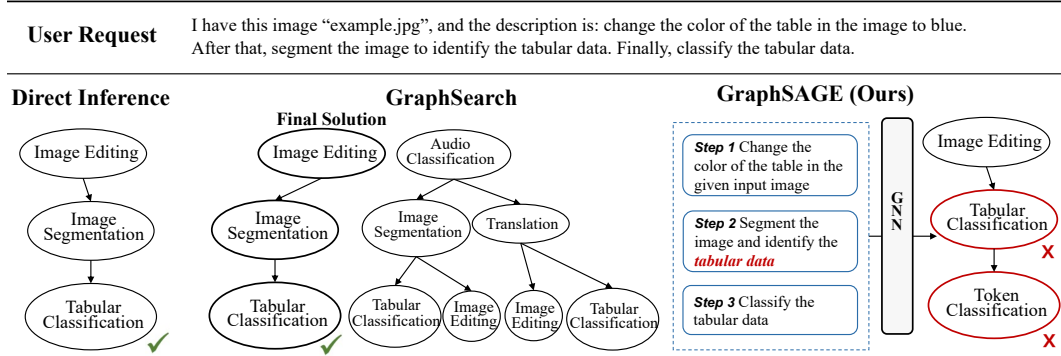 User Request
I have this image “example.jpg”, and the description is: change the color of the table in the image to blue.
After that, segment the image to identify the tabular data. Finally, classify the tabular data.
Direct Inference
Image Editing
Image
Segmentation
Tabular
Classification
GraphSearch
Final Solution
Image Editing
Image
Segmentation
Tabular
Classification
Audio
Classification
Image
Segmentation
Translation
Tabular
Classification
Image
Editing
Image
Editing
Tabular
Classification
GraphSAGE (Ours)
Step 1 Change the
color of the table in the
given input image
Step 2 Segment the
image and identify the
tabular data
Step 3 Classify the
tabular data
GNN
Image
Editing
Tabular
Classification
X
Token
Classification
X